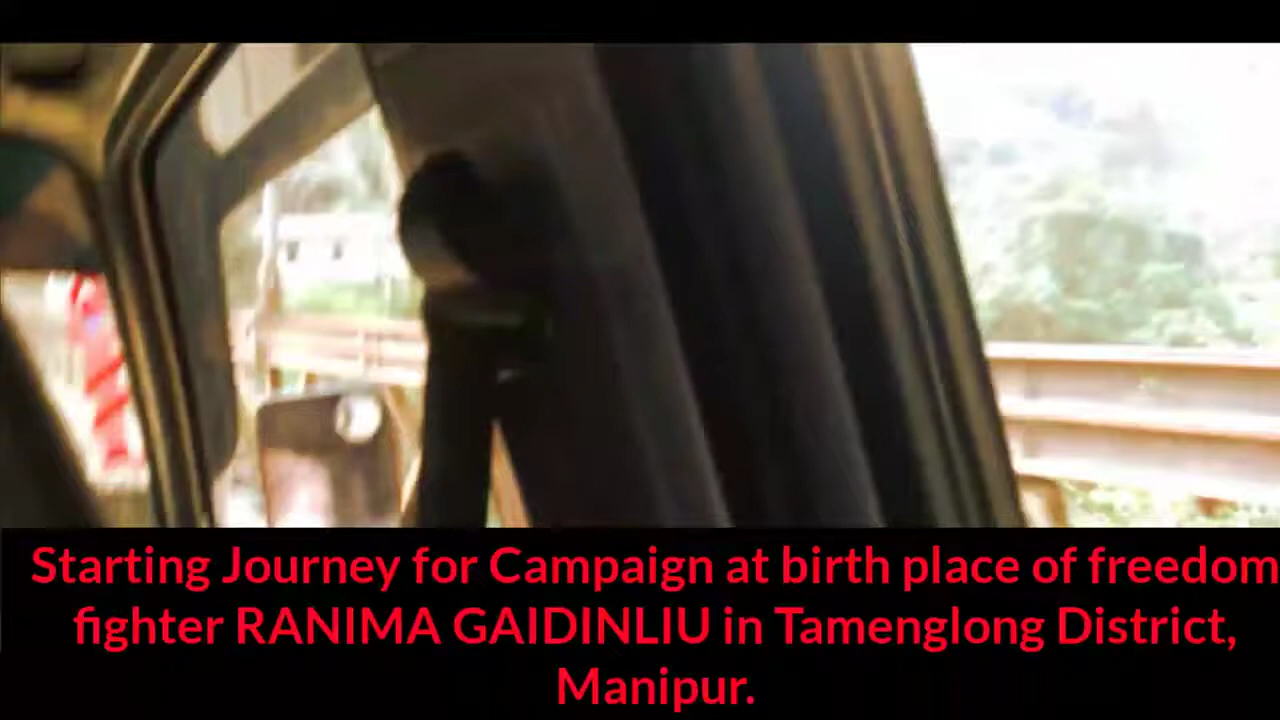 Starting Journey for Campaign at birth place of freedom
fighter RANIMA GAIDINLIU in Tamenglong District,
Manipur.